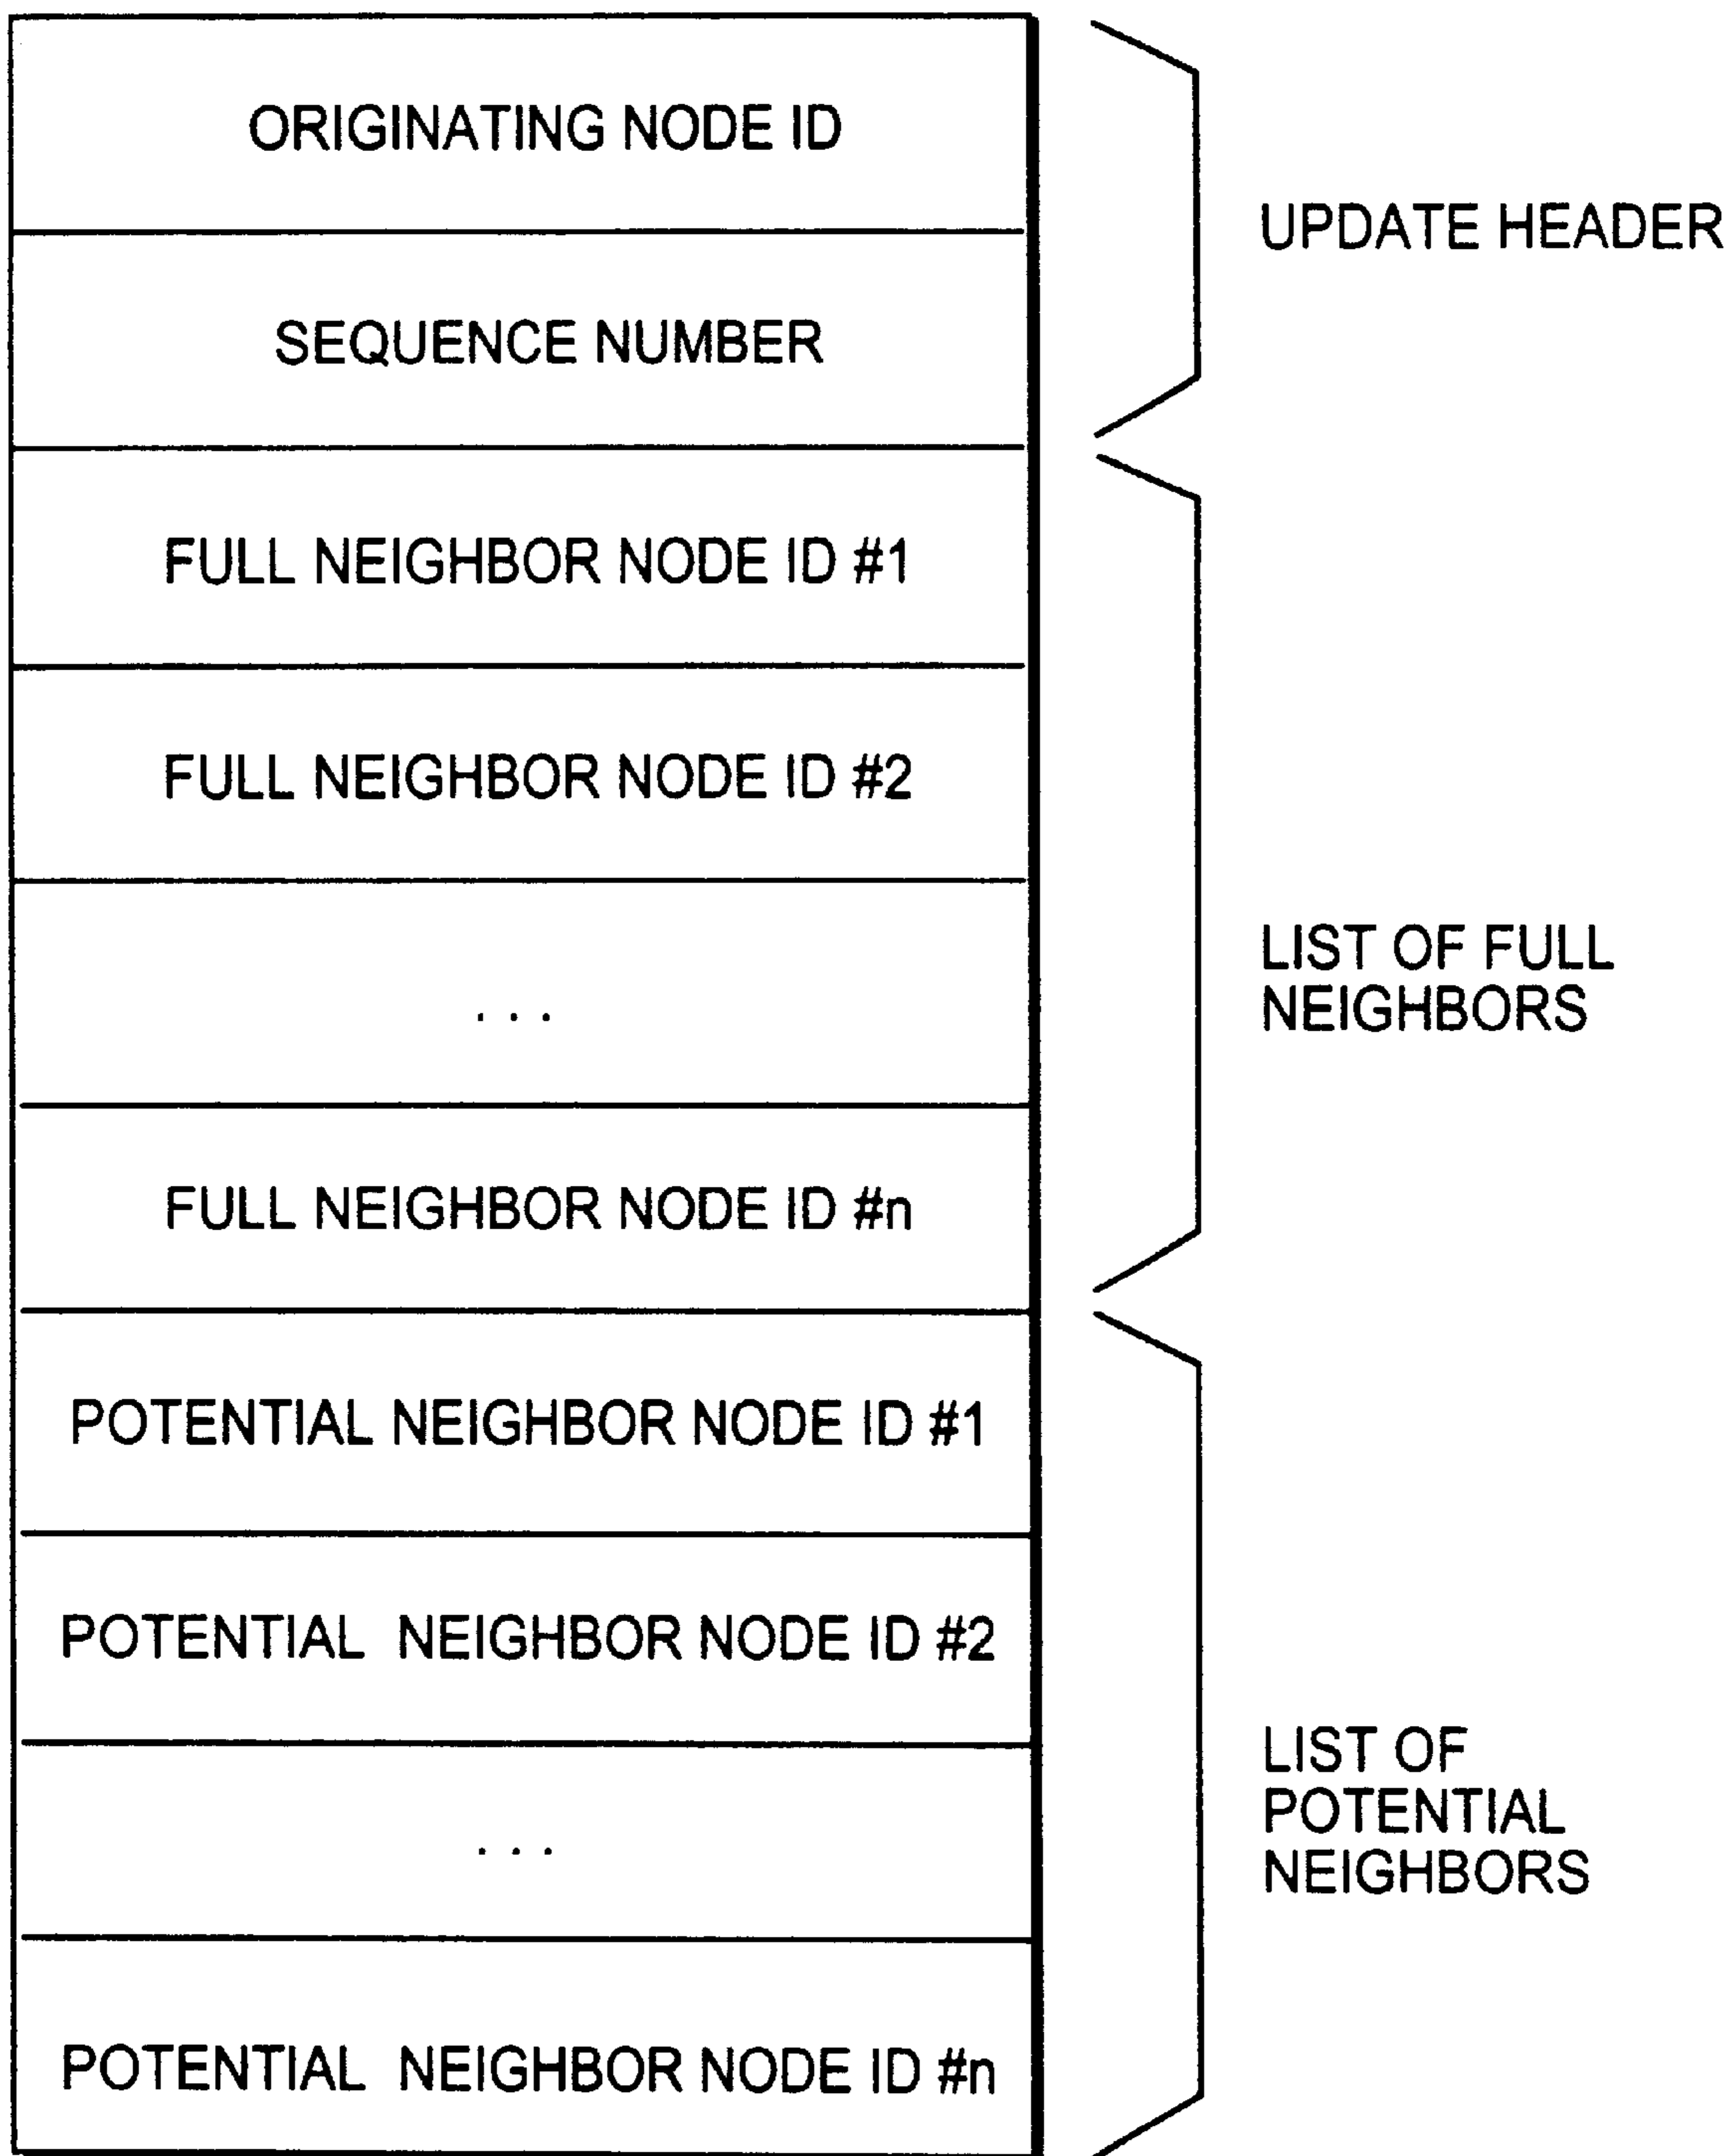 ORIGINATING NODE ID
UPDATE HEADER
SEQUENCE NUMBER
FULL NEIGHBOR NODE ID #1
FULL NEIGHBOR NODE ID #2
LIST OF FULL
NEIGHBORS
. . .
FULL NEIGHBOR NODE ID #n
POTENTIAL NEIGHBOR NODE ID #1
POTENTIAL NEIGHBOR NODE ID #2
LIST OF
POTENTIAL
NEIGHBORS
. . .
POTENTIAL NEIGHBOR NODE ID #n